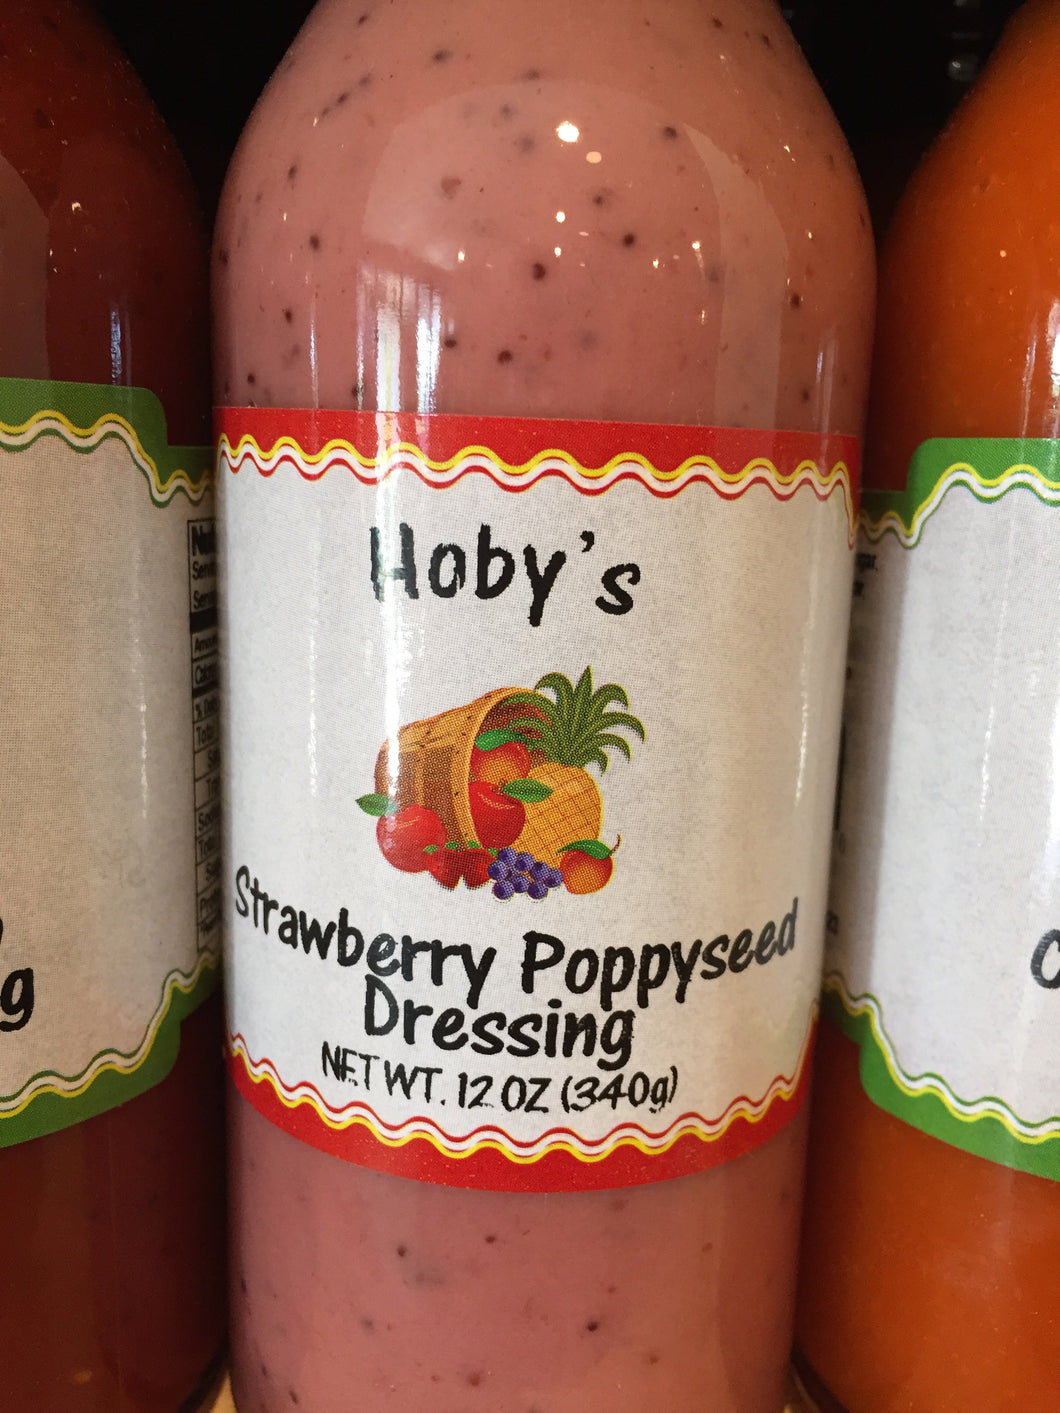 Hoby's
Strawberry Poppyseed
Dressing
NET WT. 12 OZ (340g)